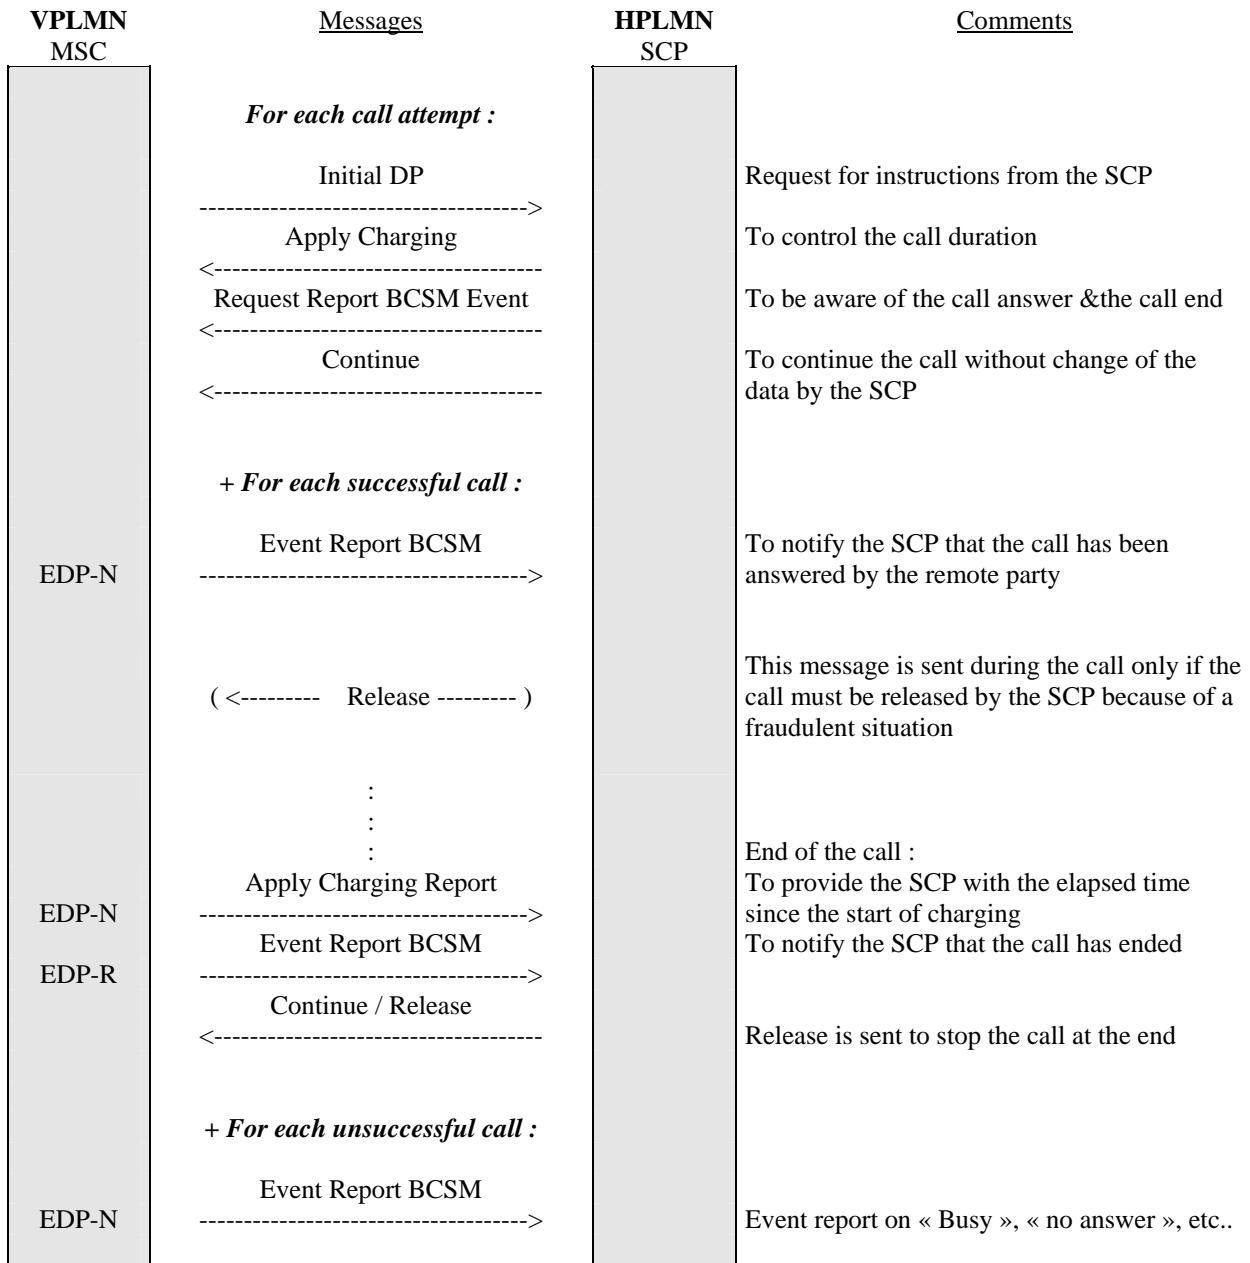 VPLMN Messages HPLMN Comments
MSC SCP
For each call attempt :
Initial DP Request for instructions from the SCP
------------------------------------->
Apply Charging To control the call duration
<-------------------------------------
Request Report BCSM Event To be aware of the call answer &the call end
<-------------------------------------
Continue To continue the call without change of the
<------------------------------------- data by the SCP
+ For each successful call :
Event Report BCSM To notify the SCP that the call has been
EDP-N -------------------------------------> answered by the remote party
This message is sent during the call only if the
( <--------- Release --------- ) call must be released by the SCP because of a
fraudulent situation
:
:
: End of the call :
Apply Charging Report To provide the SCP with the elapsed time
EDP-N -------------------------------------> since the start of charging
Event Report BCSM To notify the SCP that the call has ended
EDP-R ------------------------------------->
Continue / Release
<------------------------------------- Release is sent to stop the call at the end
+ For each unsuccessful call :
Event Report BCSM
EDP-N -------------------------------------> Event report on « Busy », « no answer », etc..